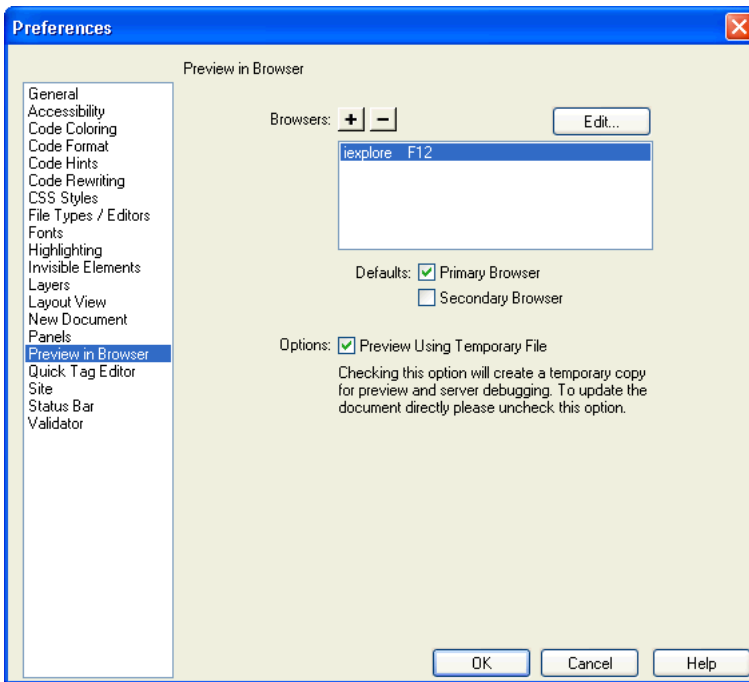 Preferences
Preview in Browser
General
Accessibility
Code Coloring
Code Format
Code Hints
Code Rewriting
CSS Styles
File Types / Editors
Fonts
Highlighting
Invisible Elements
Layers
Layout View
New Document
Panels
Preview in Browser
Quick Tag Editor
Site
Status Bar
Validator
Browsers: + − Edit...
iexplore F12
Defaults: Primary Browser
Secondary Browser
Options: Preview Using Temporary File
Checking this option will create a temporary copy
for preview and server debugging. To update the
document directly please uncheck this option.
OK Cancel Help